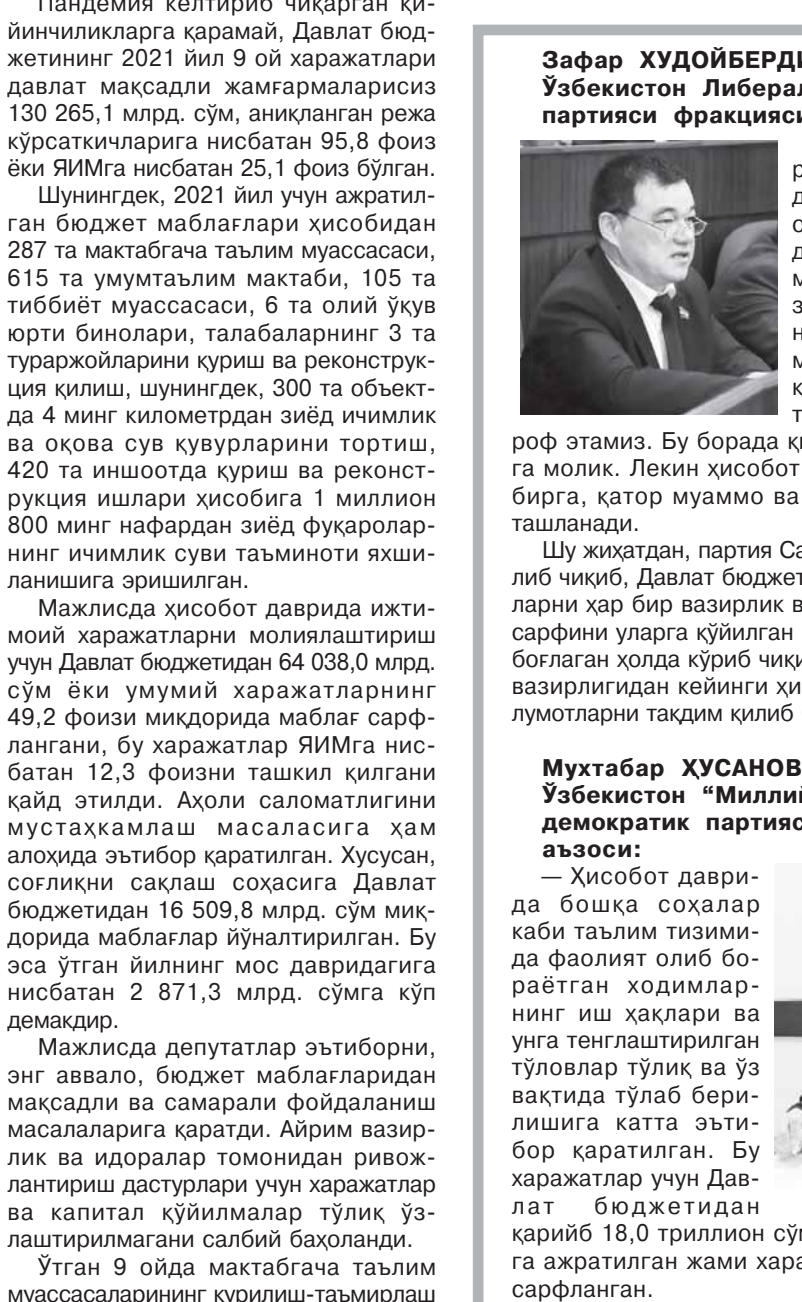 Пандемия келтириб чиқарган қи-
йинчиликларга қарамай, Давлат бюд-
жетининг 2021 йил 9 ой харажатлари
давлат мақсадли жамғармаларисиз
130 265,1 млрд. сўм, аниқланган режа
кўрсаткичларига нисбатан 95,8 фоиз
ёки ЯИМга нисбатан 25,1 фоиз бўлган.
Шунингдек, 2021 йил учун ажратил-
ган бюджет маблағлари ҳисобидан
287 та мактабгача таълим муассасаси,
615 та умумтаълим мактаби, 105 та
тиббиёт муассасаси, 6 та олий ўқув
юрти бинолари, талабаларнинг 3 та
тураржойларини қуриш ва реконструк-
ция қилиш, шунингдек, 300 та объект-
да 4 минг километрдан зиёд ичимлик
ва оқова сув қувурларини тортиш,
420 та иншоотда қуриш ва реконст-
рукция ишлари ҳисобига 1 миллион
800 минг нафардан зиёд фуқаролар-
нинг ичимлик суви таъминоти яхши-
ланишига эришилган.
Мажлисда ҳисобот даврида ижти-
моий харажатларни молиялаштириш
учун Давлат бюджетидан 64 038,0 млрд.
сўм ёки умумий харажатларнинг
49,2 фоизи миқдорида маблағ сарф-
лангани, бу харажатлар ЯИМга нис-
батан 12,3 фоизни ташкил қилгани
қайд этилди. Аҳоли саломатлигини
мустаҳкамлаш масаласига ҳам
алоҳида эътибор қаратилган. Хусусан,
соғлиқни сақлаш соҳасига Давлат
бюджетидан 16 509,8 млрд. сўм миқ-
дорида маблағлар йўналтирилган. Бу
эса ўтган йилнинг мос давридагига
нисбатан 2 871,3 млрд. сўмга кўп
демакдир.
Мажлисда депутатлар эътиборни,
энг аввало, бюджет маблағларидан
мақсадли ва самарали фойдаланиш
масалаларига қаратди. Айрим вазир-
лик ва идоралар томонидан ривож-
лантириш дастурлари учун харажатлар
ва капитал қўйилмалар тўлиқ ўз-
лаштирилмагани салбий баҳоланди.
Ўтган 9 ойда мактабгача таълим
муассасаларининг қурилиш-таъмирлаш
Зафар ХУДОЙБЕРДИ
Ўзбекистон Либерал
партияси фракцияси
роф этамиз. Бу борада қ
га молик. Лекин ҳисобот
бирга, қатор муаммо ва
ташланади.
Шу жиҳатдан, партия Са
либ чиқиб, Давлат бюджет
ларни ҳар бир вазирлик в
сарфини уларга қўйилган
боғлаган ҳолда кўриб чиқи
вазирлигидан кейинги ҳи
лумотларни тақдим қилиб
Мухтабар ҲУСАНОВ
Ўзбекистон “Миллий
демократик партияс
аъзоси:
— Ҳисобот даври-
да бошқа соҳалар
каби таълим тизими-
да фаолият олиб бо-
раётган ходимлар-
нинг иш ҳақлари ва
унга тенглаштирилган
тўловлар тўлиқ ва ўз
вақтида тўлаб бери-
лишига катта эъти-
бор қаратилган. Бу
харажатлар учун Дав-
лат бюджетидан
қарийб 18,0 триллион сўм
га ажратилган жами хара
сарфланган.